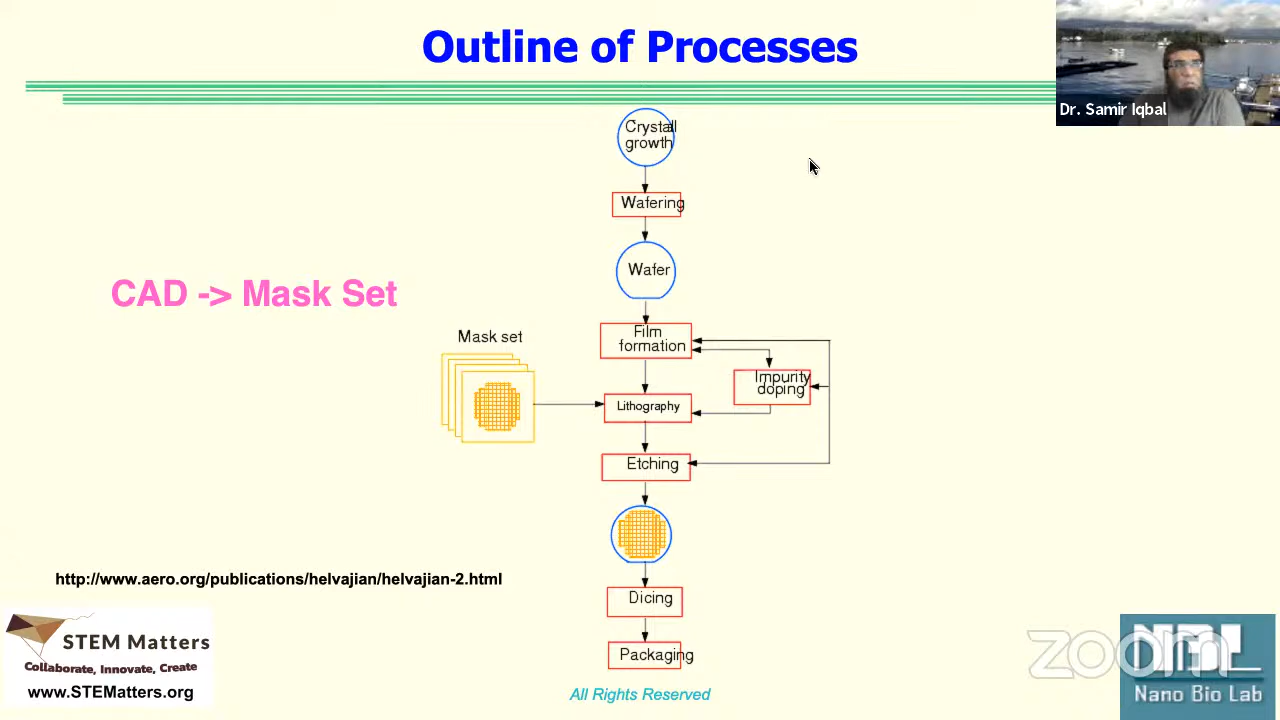 Outline of Processes
Dr. Samir Iqbal
Crystall
growth
Wafering
Wafer
CAD -> Mask Set
Mask set
Film
formation
Impurity
doping
Lithography
Etching
http://www.aero.org/publications/helvajian/helvajian-2.html
Dicing
Packaging
STEM Matters
Collaborate, Innovate, Create
www.STEMatters.org
All Rights Reserved
zoom
NBL
Nano Bio Lab